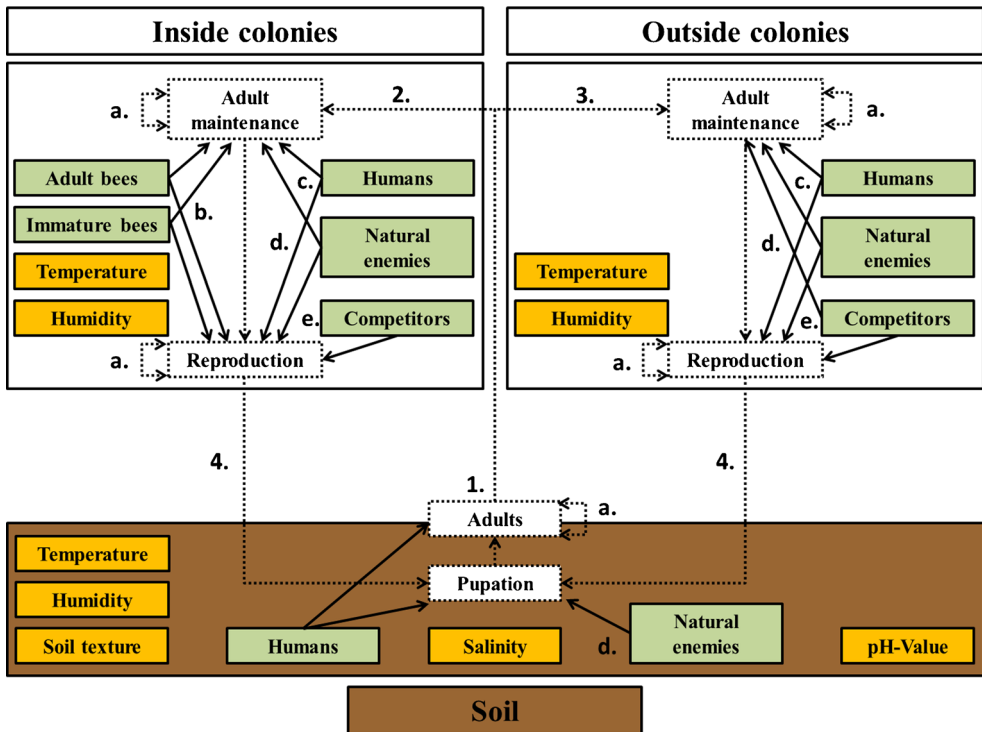 Inside colonies
Outside colonies
a.
Adult
maintenance
2.
3.
Adult
maintenance
a.
Adult bees
Immature bees
Temperature
Humidity
b.
c.
d.
e.
Humans
Natural
enemies
Competitors
a.
Reproduction
Temperature
Humidity
c.
d.
e.
Humans
Natural
enemies
Competitors
a.
Reproduction
4.
4.
1.
Adults
a.
Pupation
Temperature
Humidity
Soil texture
Humans
Salinity
d.
Natural
enemies
pH-Value
Soil